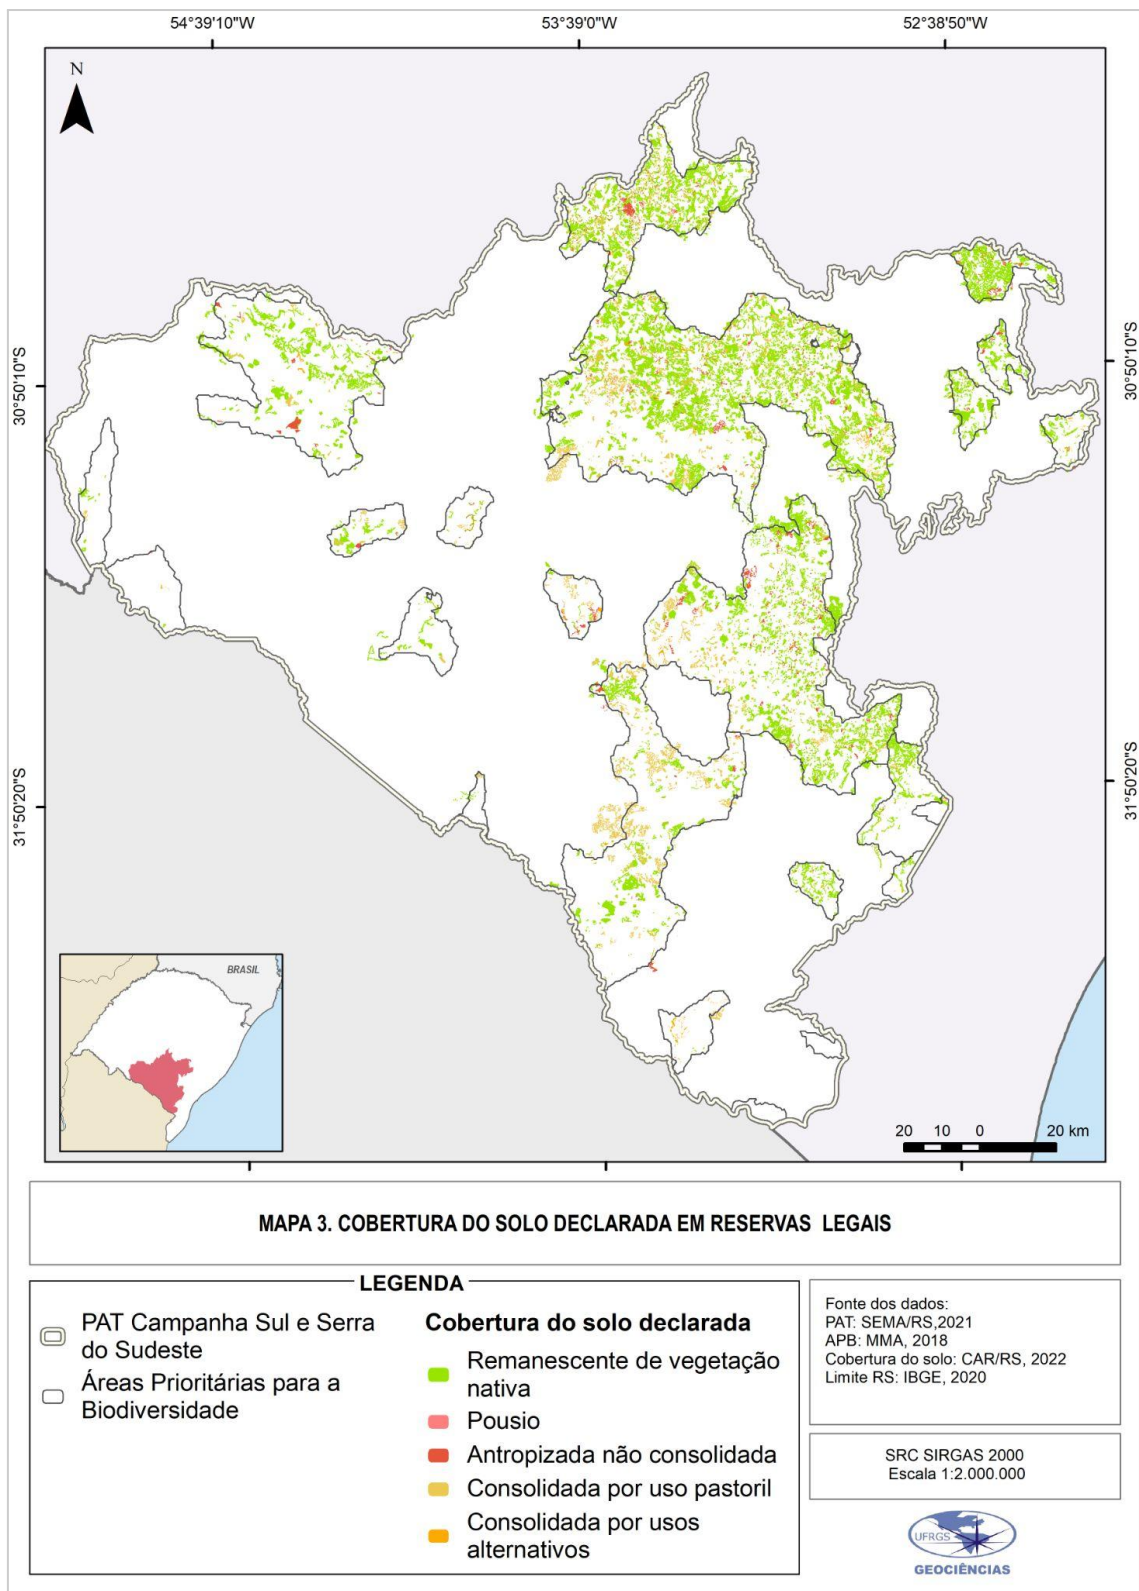 54°39'10"W
53°39'0"W
52°38'50"W
N
30°50'10"S
30°50'10"S
31°50'20"S
31°50'20"S
BRASIL
20 10 0 20 km
MAPA 3. COBERTURA DO SOLO DECLARADA EM RESERVAS LEGAIS
LEGENDA
PAT Campanha Sul e Serra
do Sudeste
Áreas Prioritárias para a
Biodiversidade
Cobertura do solo declarada
Remanescente de vegetação
nativa
Pousio
Antropizada não consolidada
Consolidada por uso pastoril
Consolidada por usos
alternativos
Fonte dos dados:
PAT: SEMA/RS,2021
APB: MMA, 2018
Cobertura do solo: CAR/RS, 2022
Limite RS: IBGE, 2020
SRC SIRGAS 2000
Escala 1:2.000.000
UFRGS
GEOCIÊNCIAS